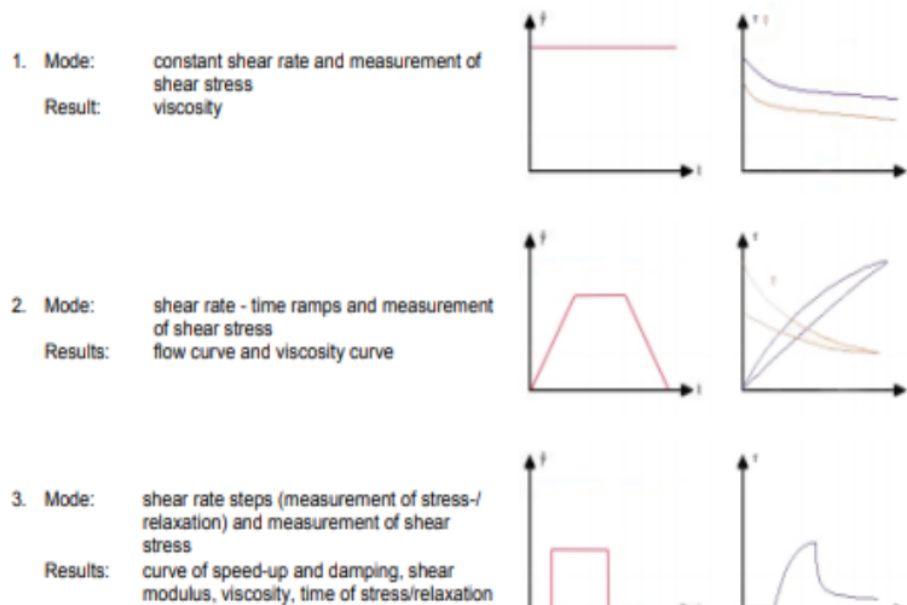 1. Mode: constant shear rate and measurement of
shear stress
Result: viscosity
2. Mode: shear rate - time ramps and measurement
of shear stress
Results: flow curve and viscosity curve
3. Mode: shear rate steps (measurement of stress-/
relaxation) and measurement of shear
stress
Results: curve of speed-up and damping, shear
modulus, viscosity, time of stress/relaxation